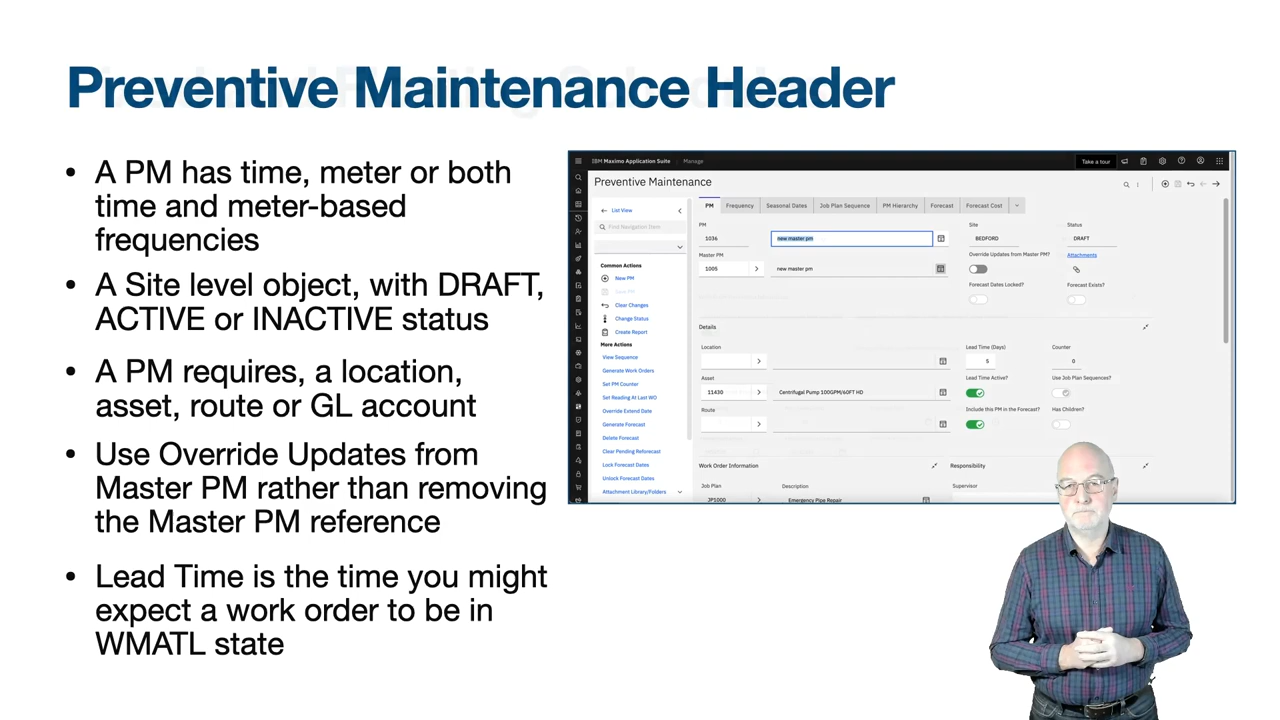 Preventive Maintenance Header
• A PM has time, meter or both
time and meter-based
frequencies
• A Site level object, with DRAFT,
ACTIVE or INACTIVE status
• A PM requires, a location,
asset, route or GL account
• Use Override Updates from
Master PM rather than removing
the Master PM reference
• Lead Time is the time you might
expect a work order to be in
WMATL state
IBM Maximo Application Suite Manage Take a tour
Preventive Maintenance
List View
Find Navigation Item
Common Actions
New PM
Save PM
Clear Changes
Change Status
Create Report
More Actions
View Sequence
Generate Work Orders
Set PM Counter
Set Reading At Last WO
Override Extend Date
Generate Forecast
Delete Forecast
Clear Pending Reforecast
Lock Forecast Dates
Unlock Forecast Dates
Attachment Library/Folders
PM Frequency Seasonal Dates Job Plan Sequence PM Hierarchy Forecast Forecast Cost
PM Site Status
1036 new master pm BEDFORD DRAFT
Master PM Override Updates from Master PM? Attachments
1005 new master pm
Forecast Dates Locked? Forecast Exists?
Details
Location Lead Time (Days) Counter
5 0
Asset Lead Time Active? Use Job Plan Sequences?
11430 Centrifugal Pump 100GPM/60FT HD
Route Include this PM in the Forecast? Has Children?
Work Order Information Responsibility
Job Plan Description Supervisor
JP1000 Emergency Pipe Repair